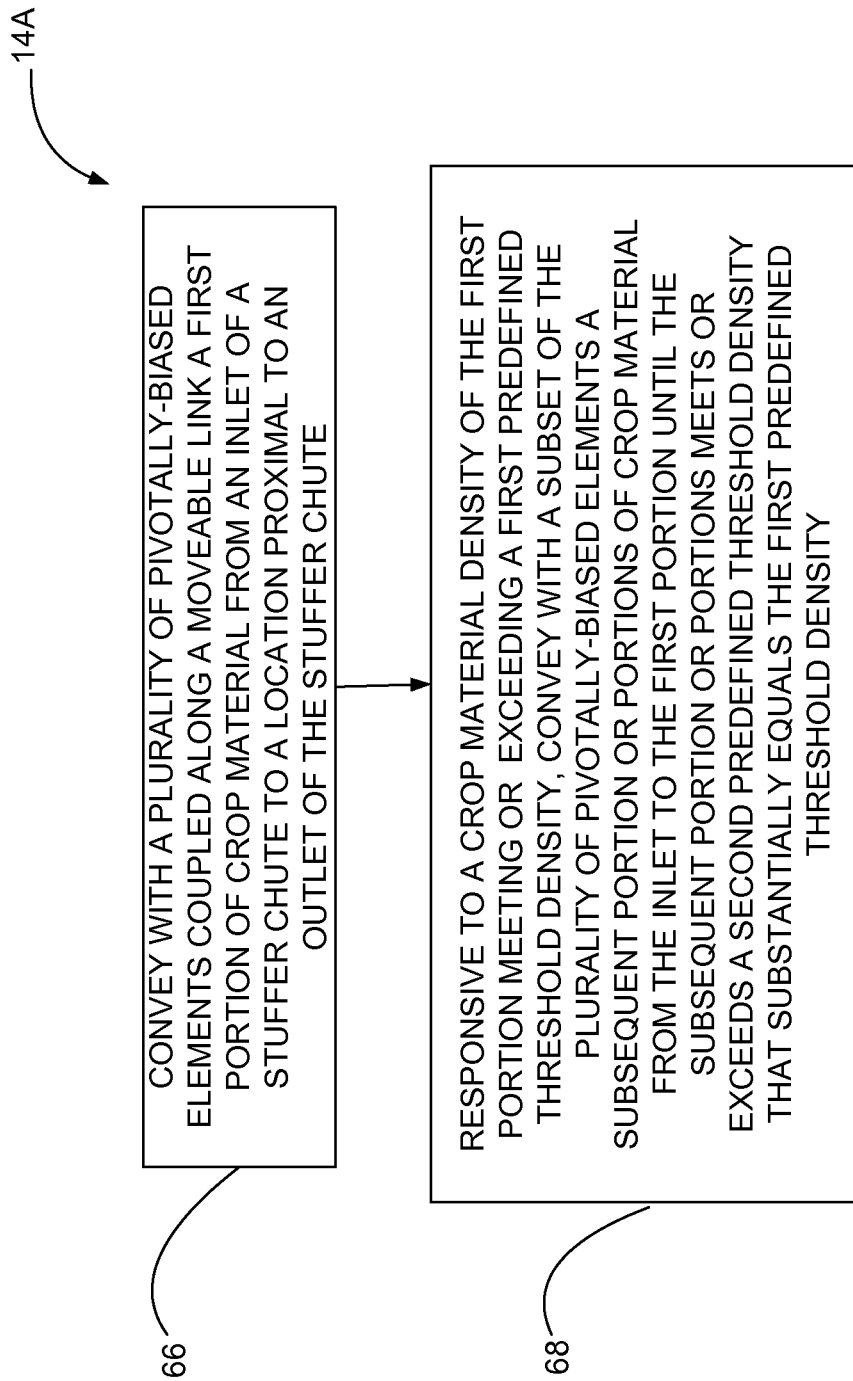 14A
CONVEY WITH A PLURALITY OF PIVOTALLY-BIASED
ELEMENTS COUPLED ALONG A MOVEABLE LINK A FIRST
PORTION OF CROP MATERIAL FROM AN INLET OF A
STUFFER CHUTE TO A LOCATION PROXIMAL TO AN
OUTLET OF THE STUFFER CHUTE
66
RESPONSIVE TO A CROP MATERIAL DENSITY OF THE FIRST
PORTION MEETING OR EXCEEDING A FIRST PREDEFINED
THRESHOLD DENSITY, CONVEY WITH A SUBSET OF THE
PLURALITY OF PIVOTALLY-BIASED ELEMENTS A
SUBSEQUENT PORTION OR PORTIONS OF CROP MATERIAL
FROM THE INLET TO THE FIRST PORTION UNTIL THE
SUBSEQUENT PORTION OR PORTIONS MEETS OR
EXCEEDS A SECOND PREDEFINED THRESHOLD DENSITY
THAT SUBSTANTIALLY EQUALS THE FIRST PREDEFINED
THRESHOLD DENSITY
68